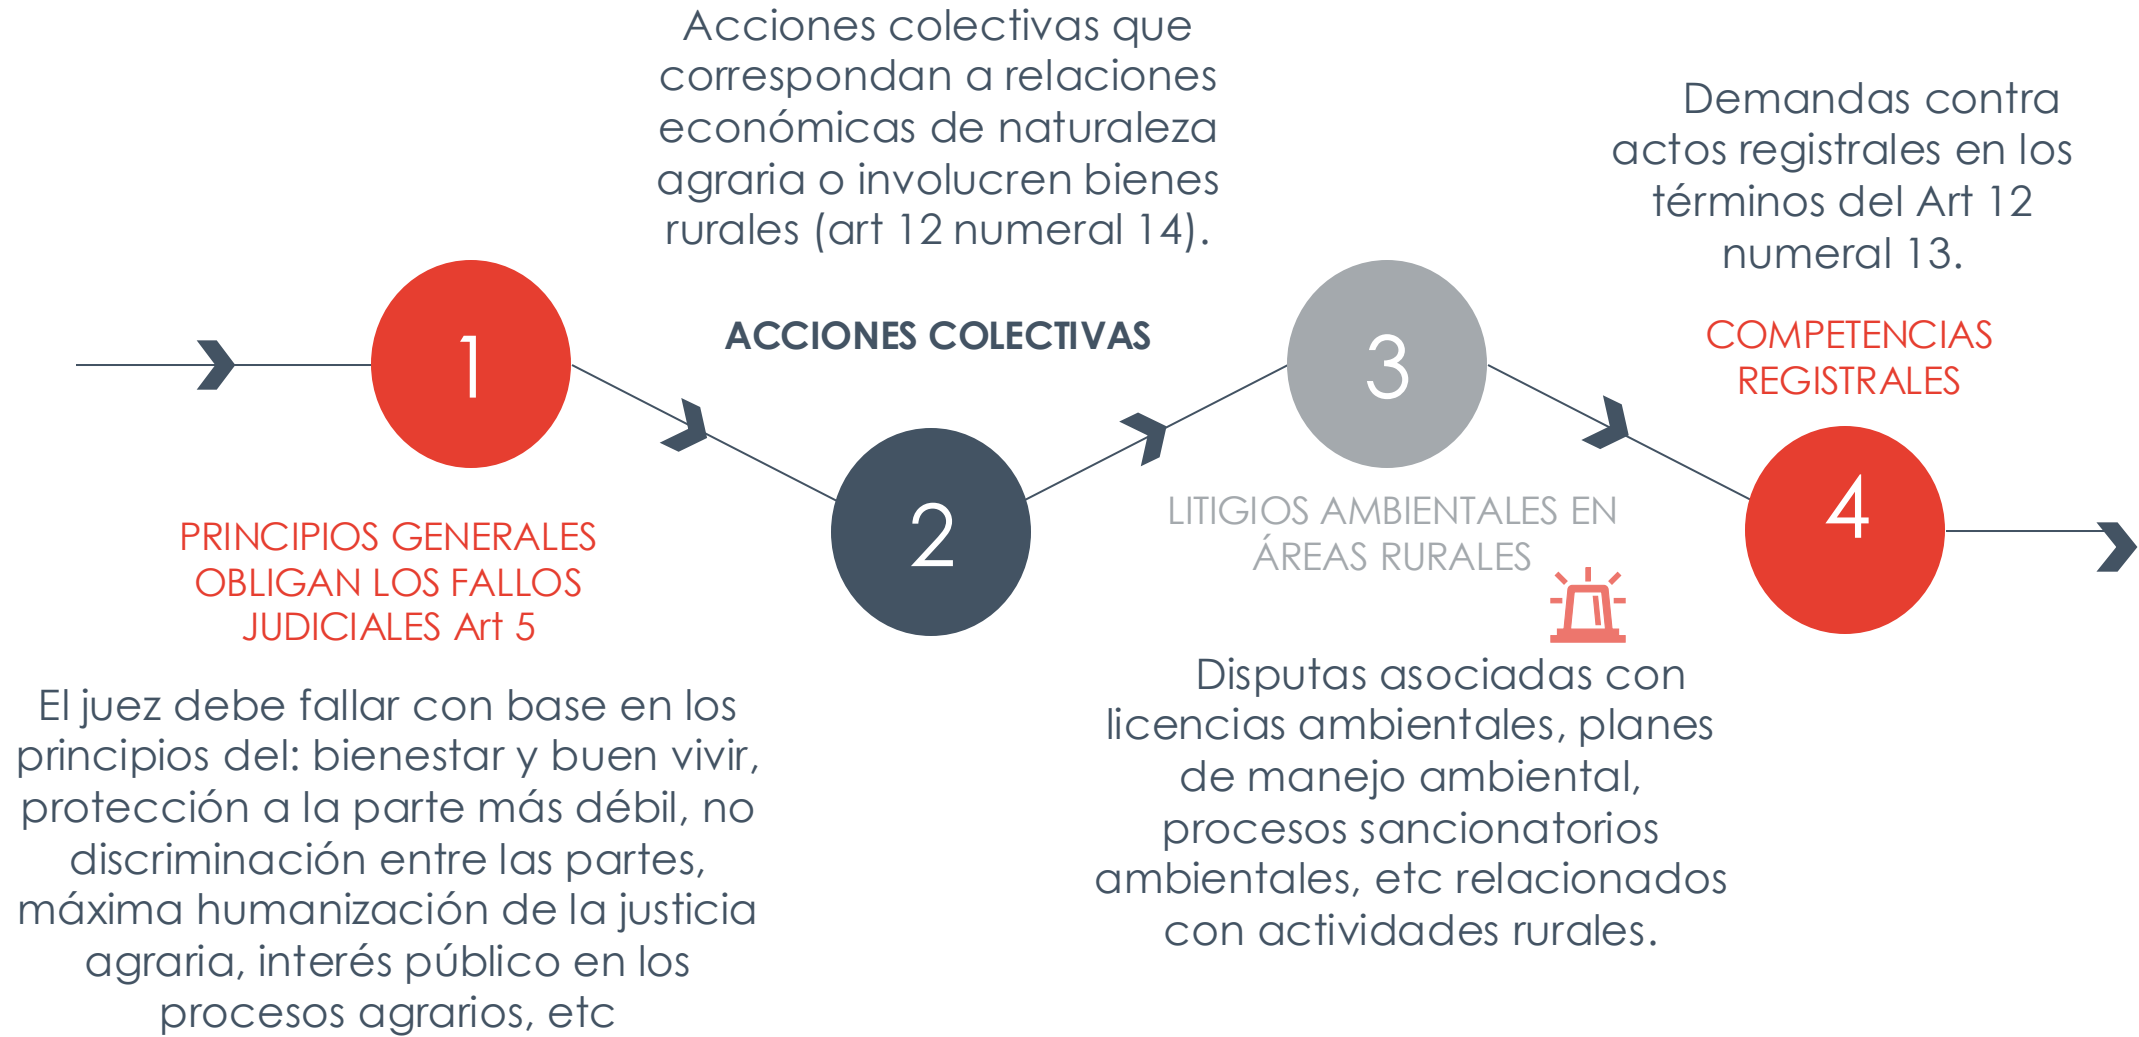 1
PRINCIPIOS GENERALES
OBLIGAN LOS FALLOS
JUDICIALES Art 5
El juez debe fallar con base en los
principios del: bienestar y buen vivir,
protección a la parte más débil, no
discriminación entre las partes,
máxima humanización de la justicia
agraria, interés público en los
procesos agrarios, etc
Acciones colectivas que
correspondan a relaciones
económicas de naturaleza
agraria o involucren bienes
rurales (art 12 numeral 14).
ACCIONES COLECTIVAS
2
3
LITIGIOS AMBIENTALES EN
ÁREAS RURALES
Disputas asociadas con
licencias ambientales, planes
de manejo ambiental,
procesos sancionatorios
ambientales, etc relacionados
con actividades rurales.
Demandas contra
actos registrales en los
términos del Art 12
numeral 13.
COMPETENCIAS
REGISTRALES
4